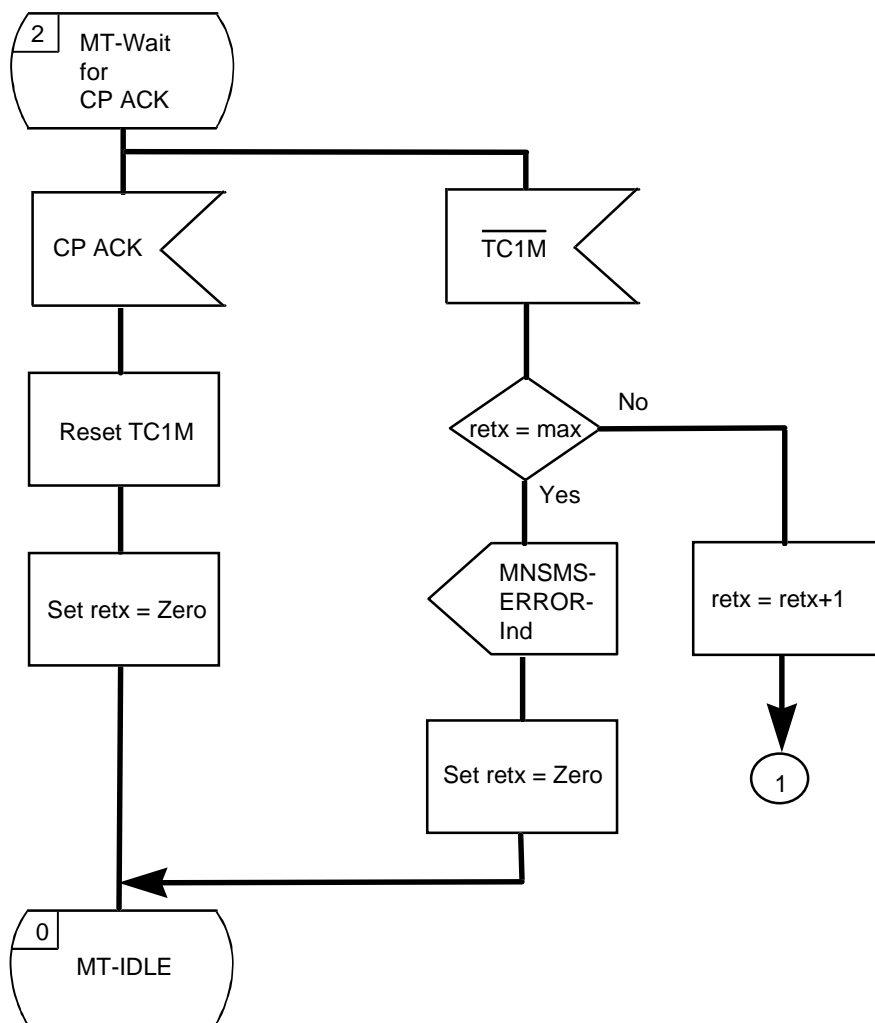 2
MT-Wait
for
CP ACK
CP ACK
TC1M
Reset TC1M
retx = max
No
Yes
Set retx = Zero
MNSMS-
ERROR-
Ind
retx = retx+1
Set retx = Zero
1
0
MT-IDLE